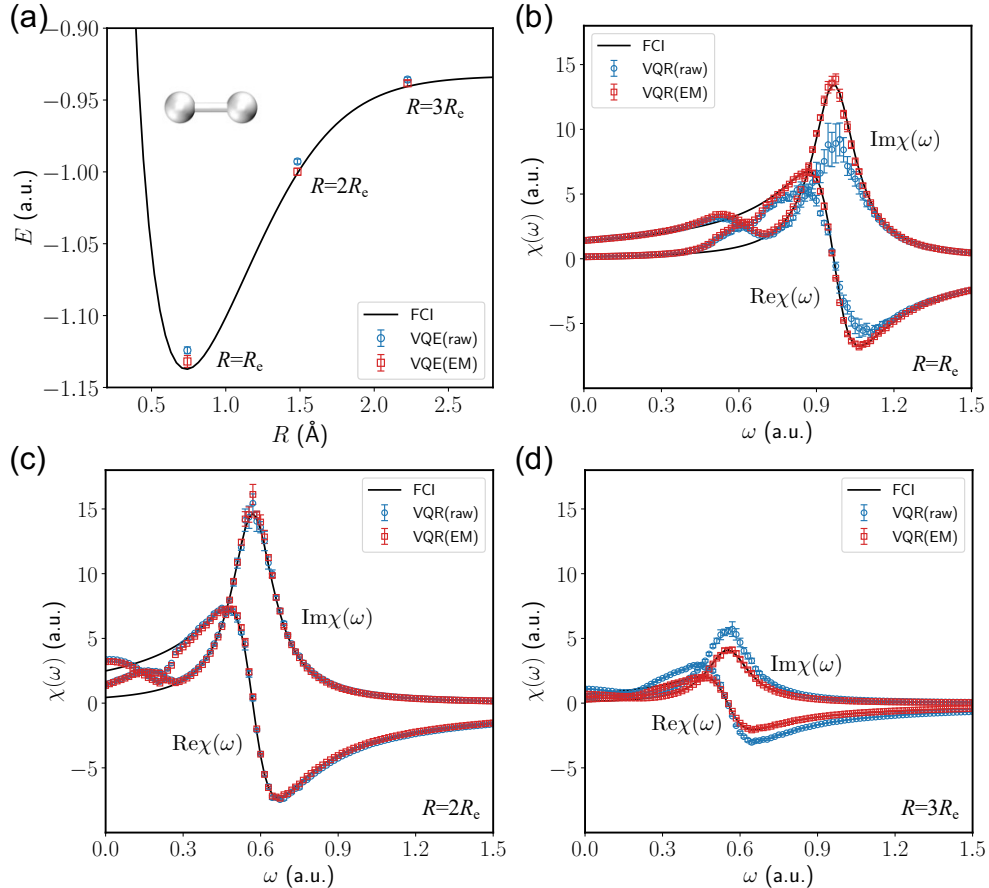 (a)
−0.90
−0.95
−1.00
−1.05
−1.10
−1.15
E (a.u.)
R=3Rₑ
R=2Rₑ
R=Rₑ
FCI
VQE(raw)
VQE(EM)
0.5 1.0 1.5 2.0 2.5
R (Å)
(b)
15
10
5
0
−5
χ(ω) (a.u.)
FCI
VQR(raw)
VQR(EM)
Imχ(ω)
Reχ(ω)
R=Rₑ
0.0 0.3 0.6 0.9 1.2 1.5
ω (a.u.)
(c)
15
10
5
0
−5
χ(ω) (a.u.)
FCI
VQR(raw)
VQR(EM)
Imχ(ω)
Reχ(ω)
R=2Rₑ
0.0 0.3 0.6 0.9 1.2 1.5
ω (a.u.)
(d)
15
10
5
0
−5
χ(ω) (a.u.)
FCI
VQR(raw)
VQR(EM)
Imχ(ω)
Reχ(ω)
R=3Rₑ
0.0 0.3 0.6 0.9 1.2 1.5
ω (a.u.)